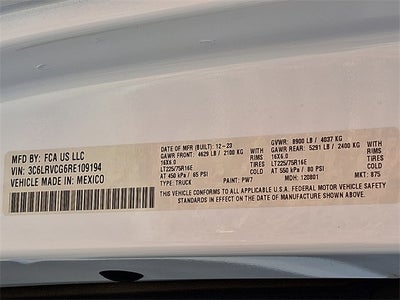 MFD BY: FCA US LLC
VIN: 3C6LRVCG6RE109194
VEHICLE MADE IN: MEXICO
DATE OF MFR (BUILT): 12-23
GAWR FRONT: 4629 LB / 2100 KG WITH
16X6.0 RIMS
LT225/75R16E TIRES
AT 450 kPa / 65 PSI COLD
TYPE: TRUCK PAINT: PW7
GVWR: 8900 LB / 4037 KG
GAWR REAR: 5291 LB / 2400 KG WITH
16X6.0 RIMS
LT225/75R16E TIRES
AT 550 kPa / 80 PSI COLD
MDH: 120801 MKT: 875
THIS VEHICLE CONFORMS TO ALL APPLICABLE U.S.A. FEDERAL MOTOR VEHICLE SAFETY
STANDARDS IN EFFECT ON THE DATE OF MANUFACTURE SHOWN ABOVE.